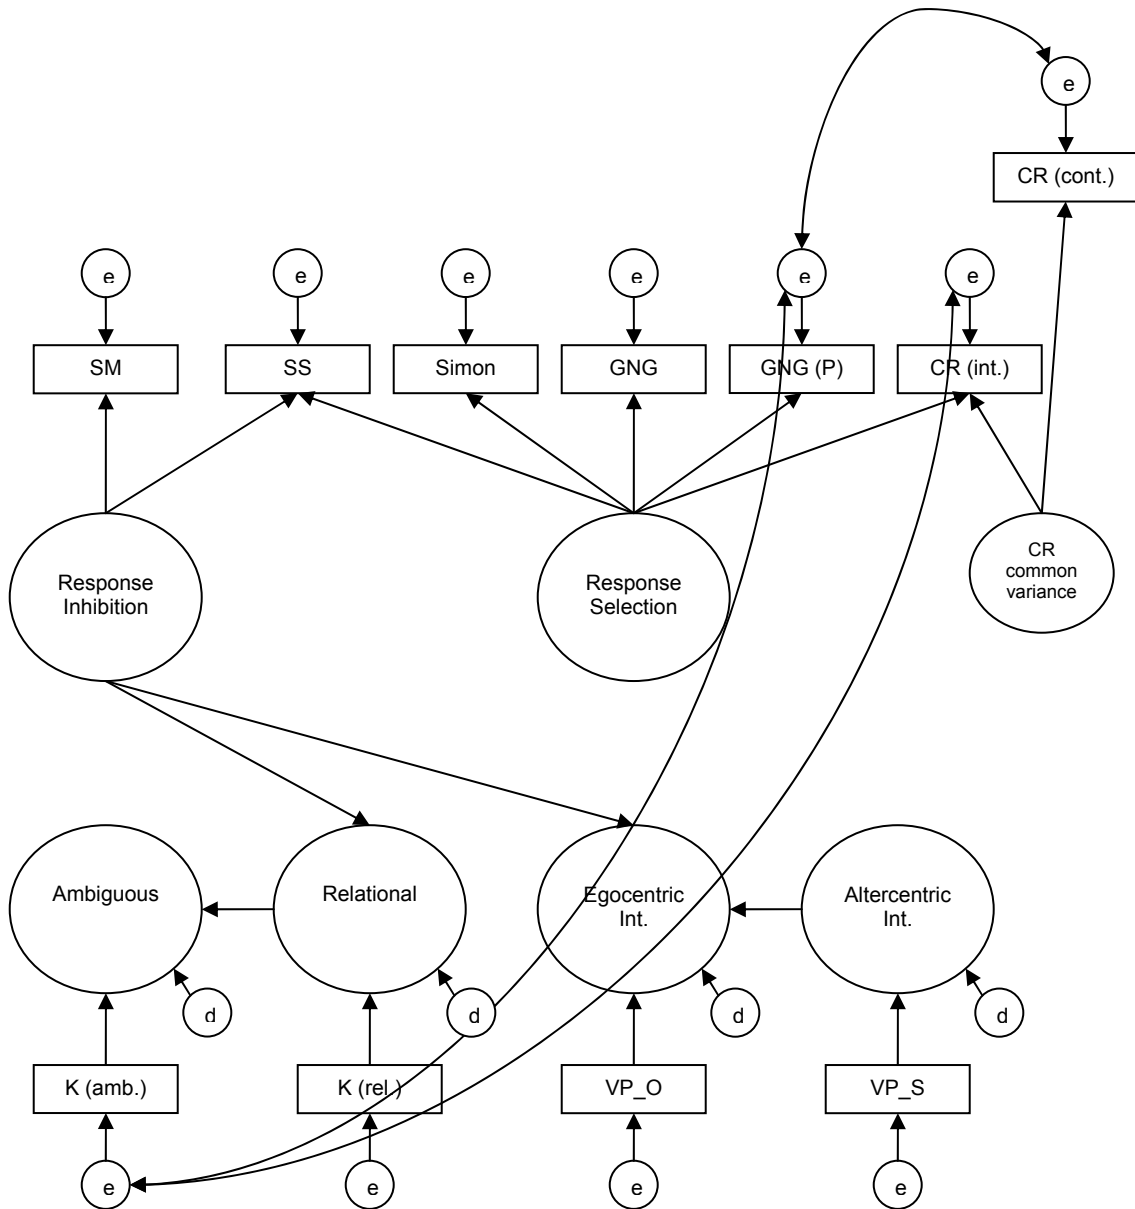 e
CR (cont.)
e
e
e
e
e
e
SM
SS
Simon
GNG
GNG (P)
CR (int.)
Response
Inhibition
Response
Selection
CR
common
variance
Ambiguous
Relational
Egocentric
Int.
Altercentric
Int.
d
d
d
d
K (amb.)
K (rel.)
VP_O
VP_S
e
e
e
e